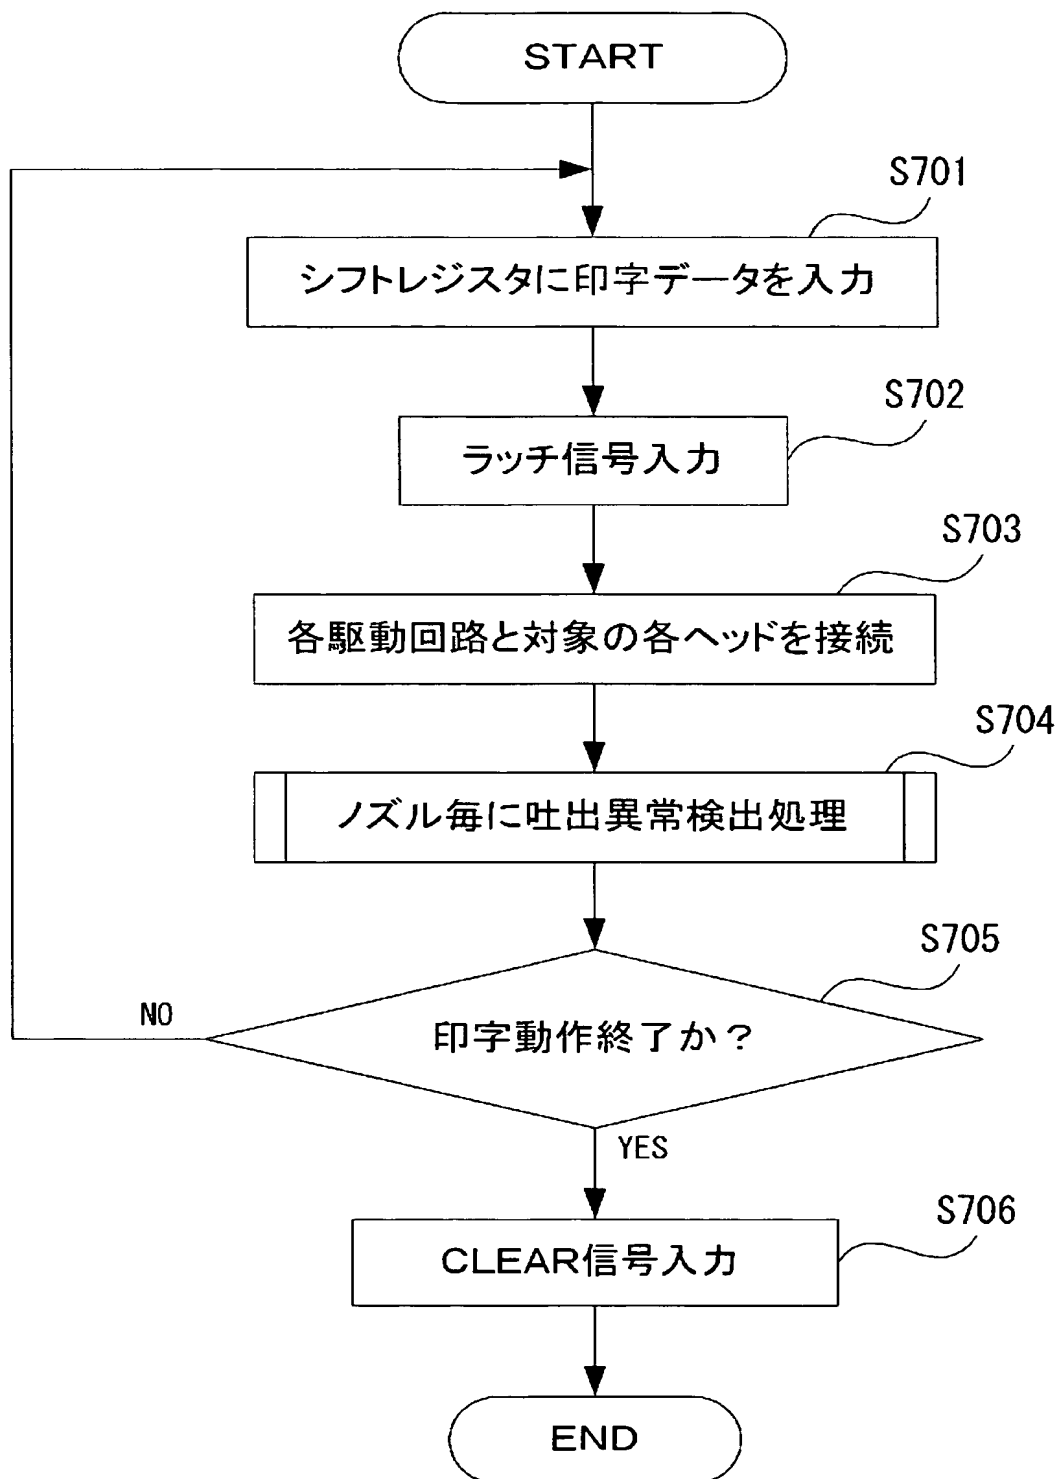 START
S701
シフトレジスタに印字データを入力
S702
ラッチ信号入力
S703
各駆動回路と対象の各ヘッドを接続
S704
ノズル毎に吐出異常検出処理
S705
印字動作終了か?
NO
YES
S706
CLEAR信号入力
END